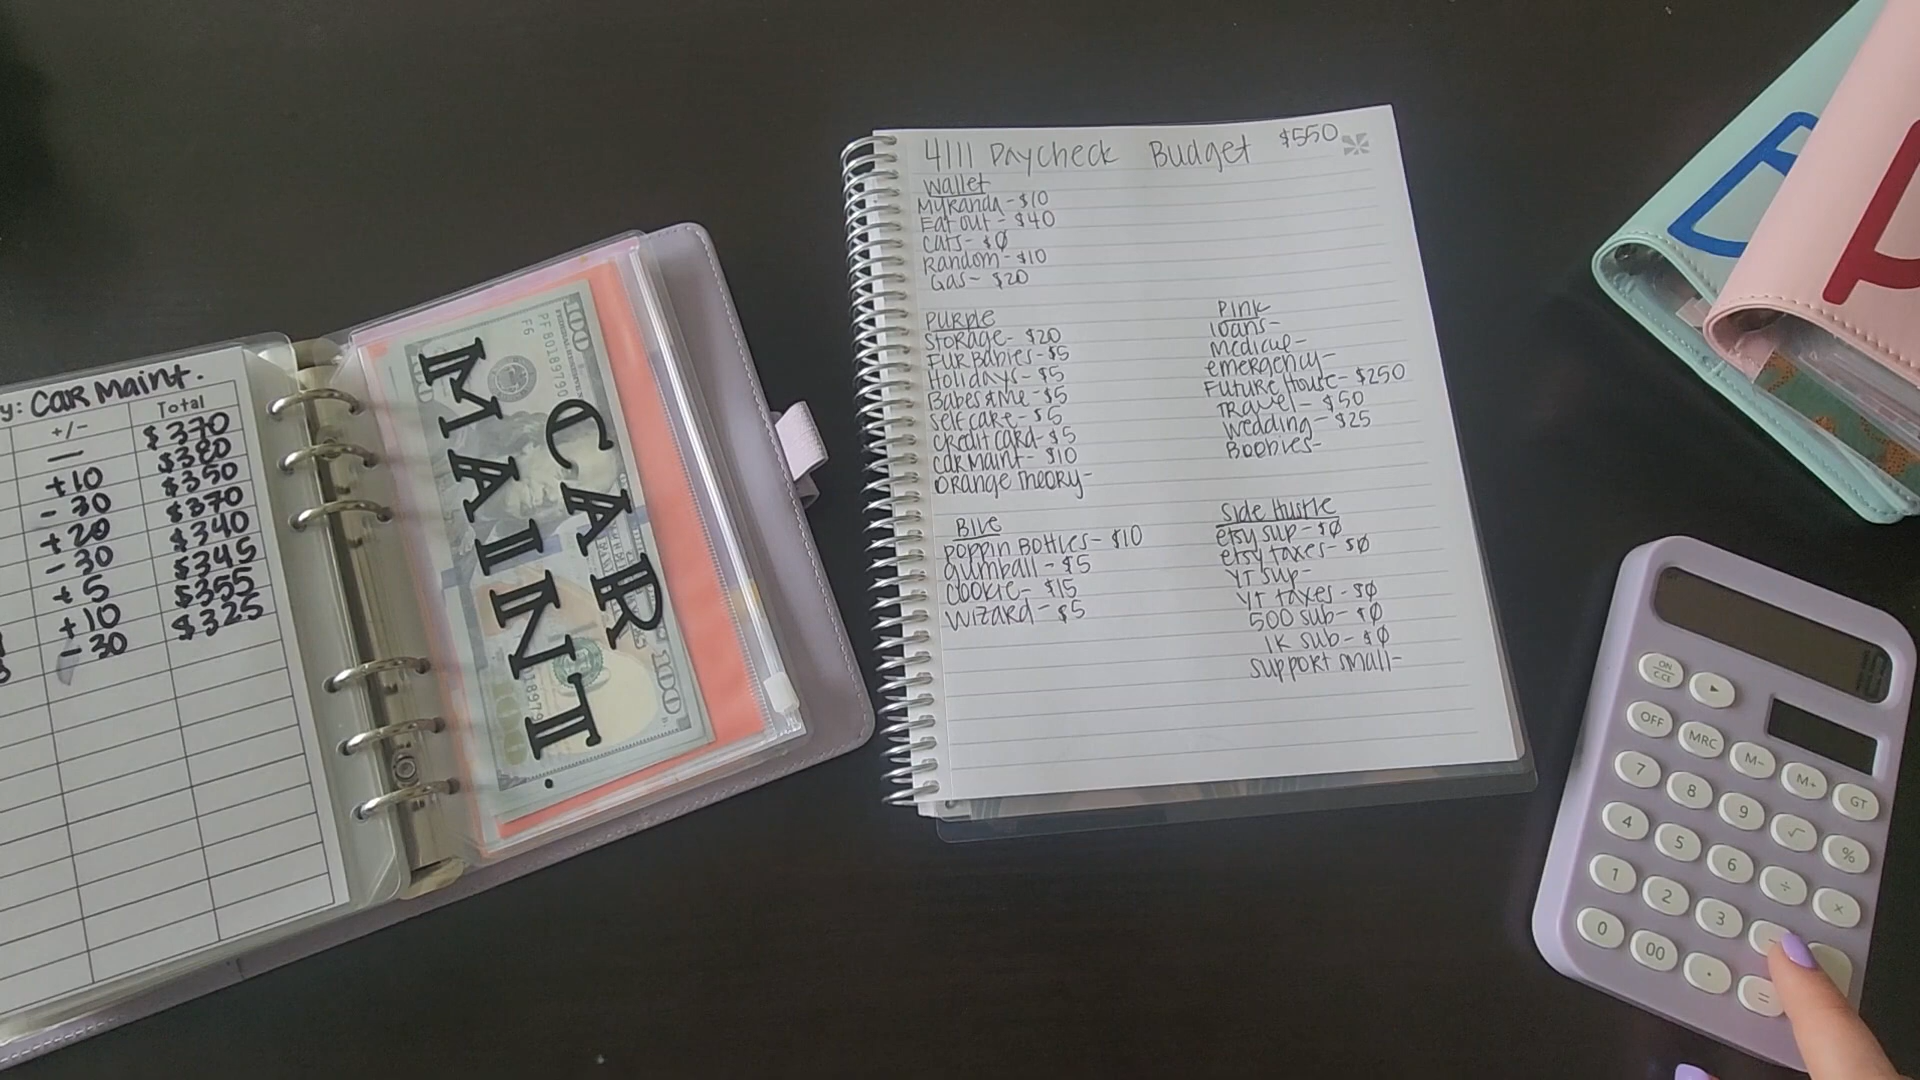 y: Car Maint.
+/- Total
— $370
+10 $380
- 30 $350
+20 $370
- 30 $340
+ 5 $345
+10 $355
- 30 $325
CAR
MAINT.
100
4/11 Paycheck Budget $550
Wallet
Myranda - $10
Eat out - $40
Cats - $0
Random - $10
Gas - $20
Purple
Storage - $20
Fur Babies - $5
Holidays - $5
Babes & Me - $5
Self care - $5
Credit card - $5
Car Maint - $10
Orange Theory -
Pink
Loans -
Medical -
emergency -
Future House - $250
Travel - $50
Wedding - $25
Boobies -
Blue
Poppin Bottles - $10
Gumball - $5
Cookie - $15
Wizard - $5
Side Hustle
etsy sup - $0
etsy taxes - $0
YT sup -
YT taxes - $0
500 sub - $0
1K sub - $0
support small -
ON
C/CE
OFF MRC M- M+ GT
7 8 9 √ %
4 5 6 ÷ ×
1 2 3 -
0 00 . =